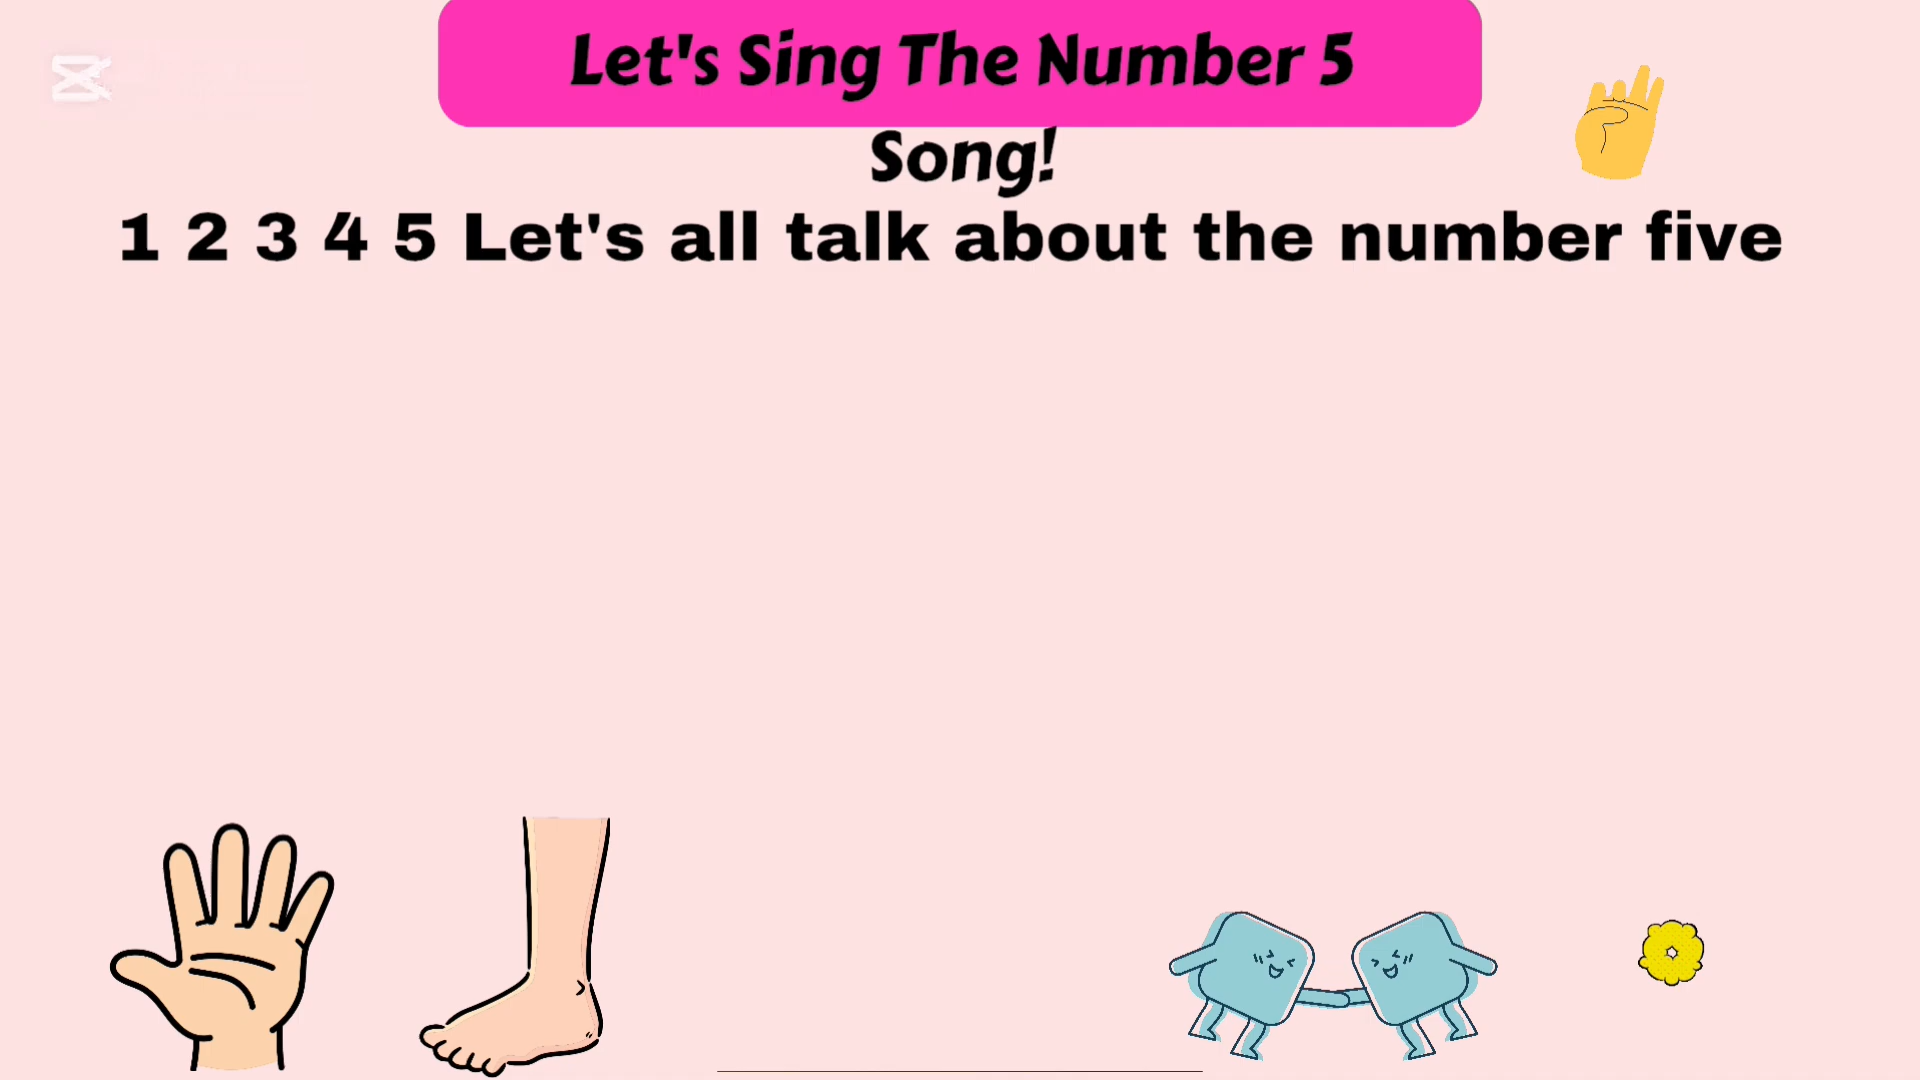 Let's Sing The Number 5
Song!
1 2 3 4 5 Let's all talk about the number five